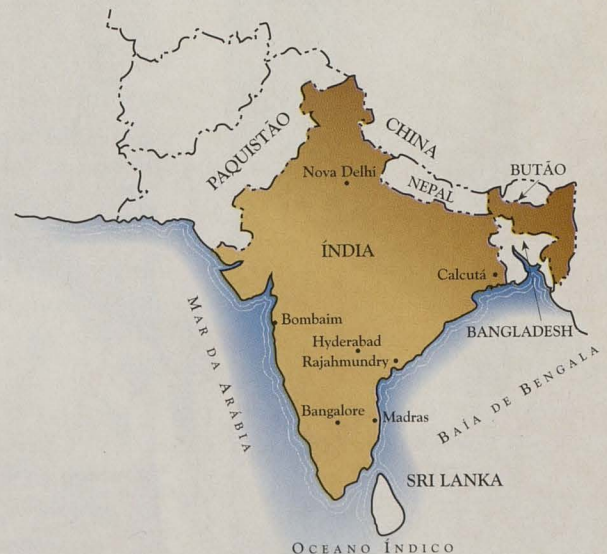 PAQUISTÃO
CHINA
Nova Delhi
NEPAL
BUTÃO
ÍNDIA
Calcutá
Bombaim
BANGLADESH
Hyderabad
Rajahmundry
MAR DA ARÁBIA
BAÍA DE BENGALA
Bangalore
Madras
SRI LANKA
OCEANO ÍNDICO